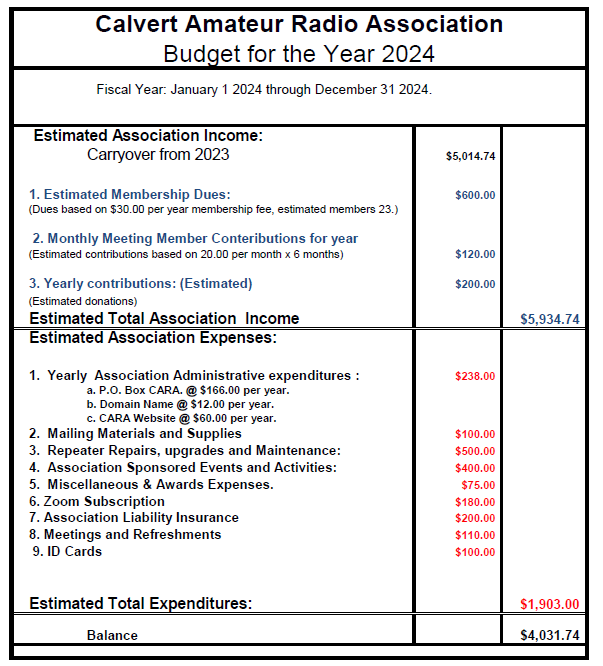 Calvert Amateur Radio Association
Budget for the Year 2024
Fiscal Year: January 1 2024 through December 31 2024.
Estimated Association Income:
Carryover from 2023 $5,014.74
1. Estimated Membership Dues: $600.00
(Dues based on $30.00 per year membership fee, estimated members 23.)
2. Monthly Meeting Member Conteributions for year
(Estimated contributions based on 20.00 per month x 6 months) $120.00
3. Yearly contributions: (Estimated) $200.00
(Estimated donations)
Estimated Total Association Income $5,934.74
Estimated Association Expenses:
1. Yearly Association Administrative expenditures : $238.00
a. P.O. Box CARA. @ $166.00 per year.
b. Domain Name @ $12.00 per year.
c. CARA Website @ $60.00 per year.
2. Mailing Materials and Supplies $100.00
3. Repeater Repairs, upgrades and Maintenance: $500.00
4. Association Sponsored Events and Activities: $400.00
5. Miscellaneous & Awards Expenses. $75.00
6. Zoom Subscription $180.00
7. Association Liability Insurance $200.00
8. Meetings and Refreshments $110.00
9. ID Cards $100.00
Estimated Total Expenditures: $1,903.00
Balance $4,031.74